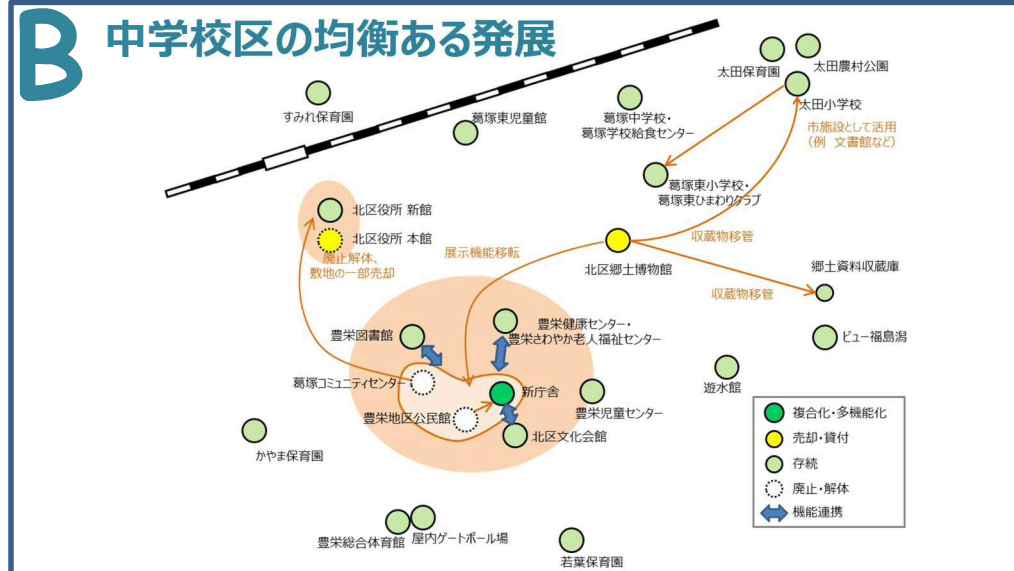 B 中学校区の均衡ある発展
太田保育園
太田農村公園
太田小学校
すみれ保育園
葛塚東児童館
葛塚中学校・
葛塚学校給食センター
市施設として活用
(例 文書館など)
葛塚東小学校・
葛塚東ひまわりクラブ
北区役所 新館
北区役所 本館
廃止解体、
敷地の一部売却
展示機能移転
収蔵物移管
北区郷土博物館
郷土資料収蔵庫
収蔵物移管
豊栄図書館
豊栄健康センター・
豊栄さわやか老人福祉センター
ビュー福島潟
葛塚コミュニティセンター
新庁舎
遊水館
豊栄児童センター
豊栄地区公民館
北区文化会館
かやま保育園
複合化・多機能化
売却・貸付
存続
廃止・解体
機能連携
豊栄総合体育館
屋内ゲートボール場
若葉保育園